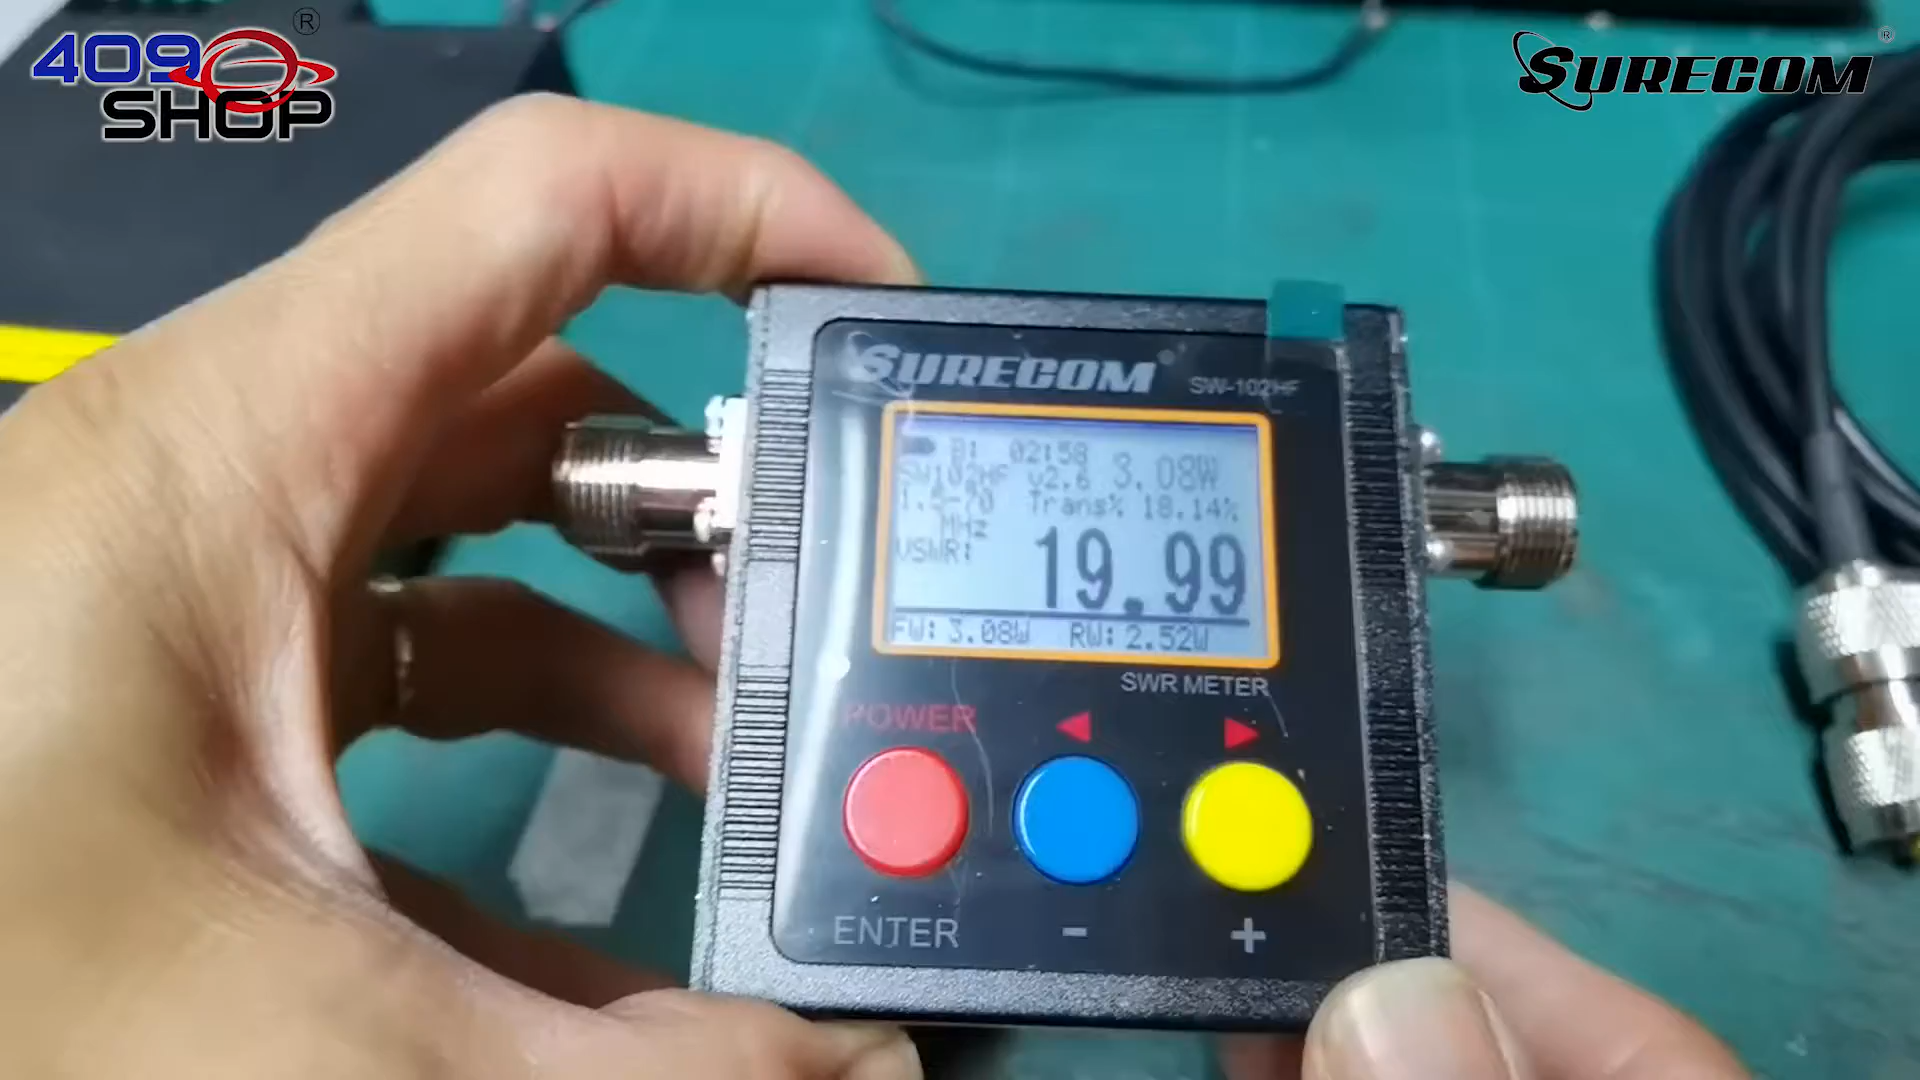 409
SHOP
®
SURECOM ®
SURECOM
SW-102HF
B: 02:58
3.08W
SW102HF v2.6
1.5-70 Trans% 18.14%
MHz
VSWR:
19.99
FW: 3.08W RW: 2.52W
SWR METER
POWER
ENTER
-
+